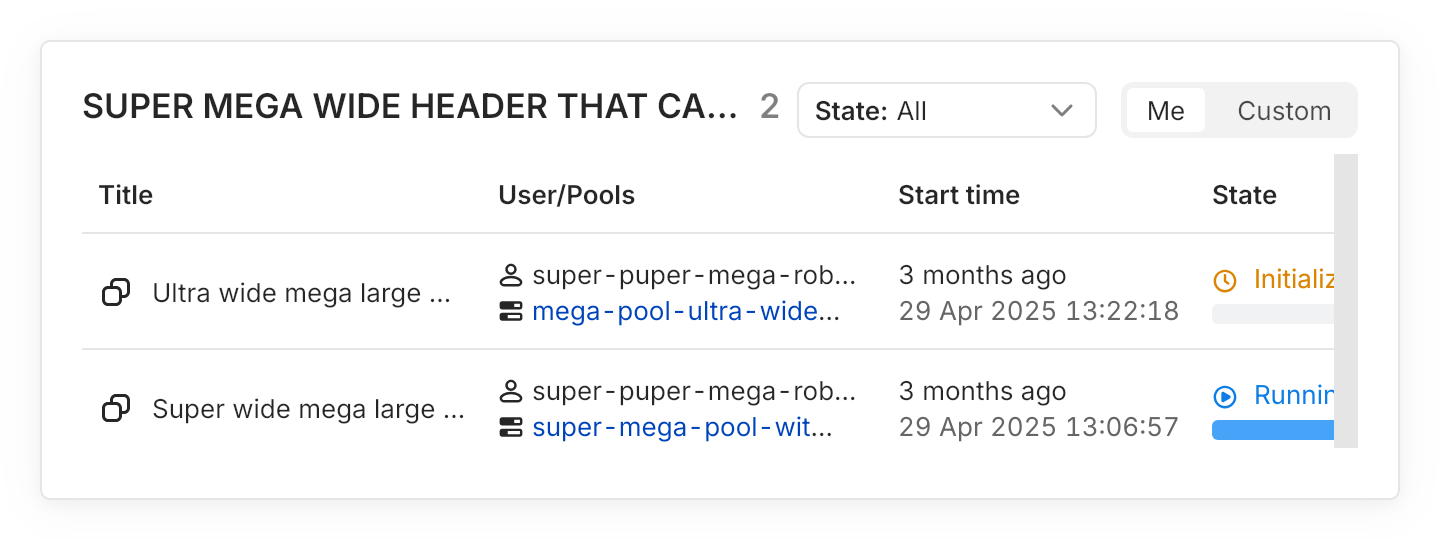 SUPER MEGA WIDE HEADER THAT CA... 2 State: All Me Custom
Title User/Pools Start time State
Ultra wide mega large ... super-puper-mega-rob... 3 months ago Initializ
mega-pool-ultra-wide... 29 Apr 2025 13:22:18
Super wide mega large ... super-puper-mega-rob... 3 months ago Runnin
super-mega-pool-wit... 29 Apr 2025 13:06:57